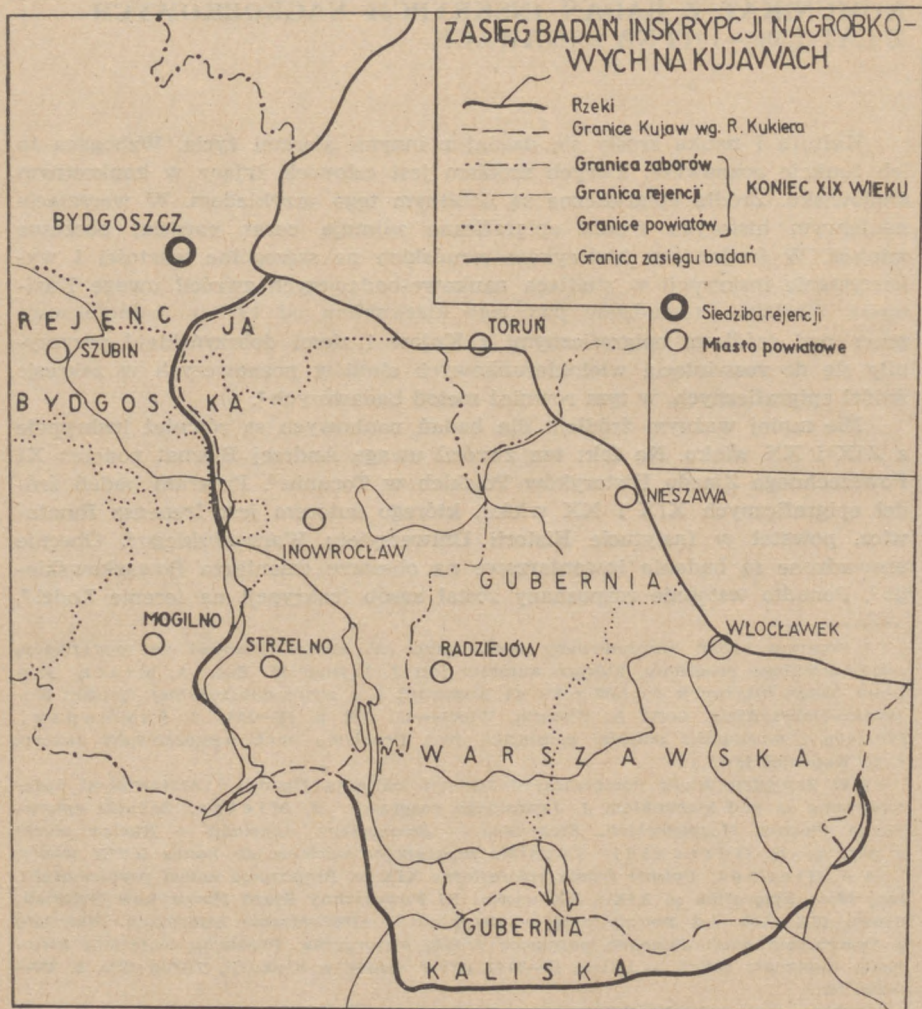 ZASIĘG BADAŃ INSKRYPCJI NAGROBKO-
WYCH NA KUJAWACH
Rzeki
Granice Kujaw wg. R. Kukiera
Granica zaborów
Granica rejencji
Granice powiatów
KONIEC XIX WIEKU
Granica zasięgu badań
Siedziba rejencji
Miasto powiatowe
BYDGOSZCZ
REJENCJA
SZUBIN
BYDGOSKA
TORUŃ
NIESZAWA
INOWROCŁAW
GUBERNIA
MOGILNO
STRZELNO
RADZIEJÓW
WŁOCŁAWEK
WARSZAWSKA
GUBERNIA
KALISKA